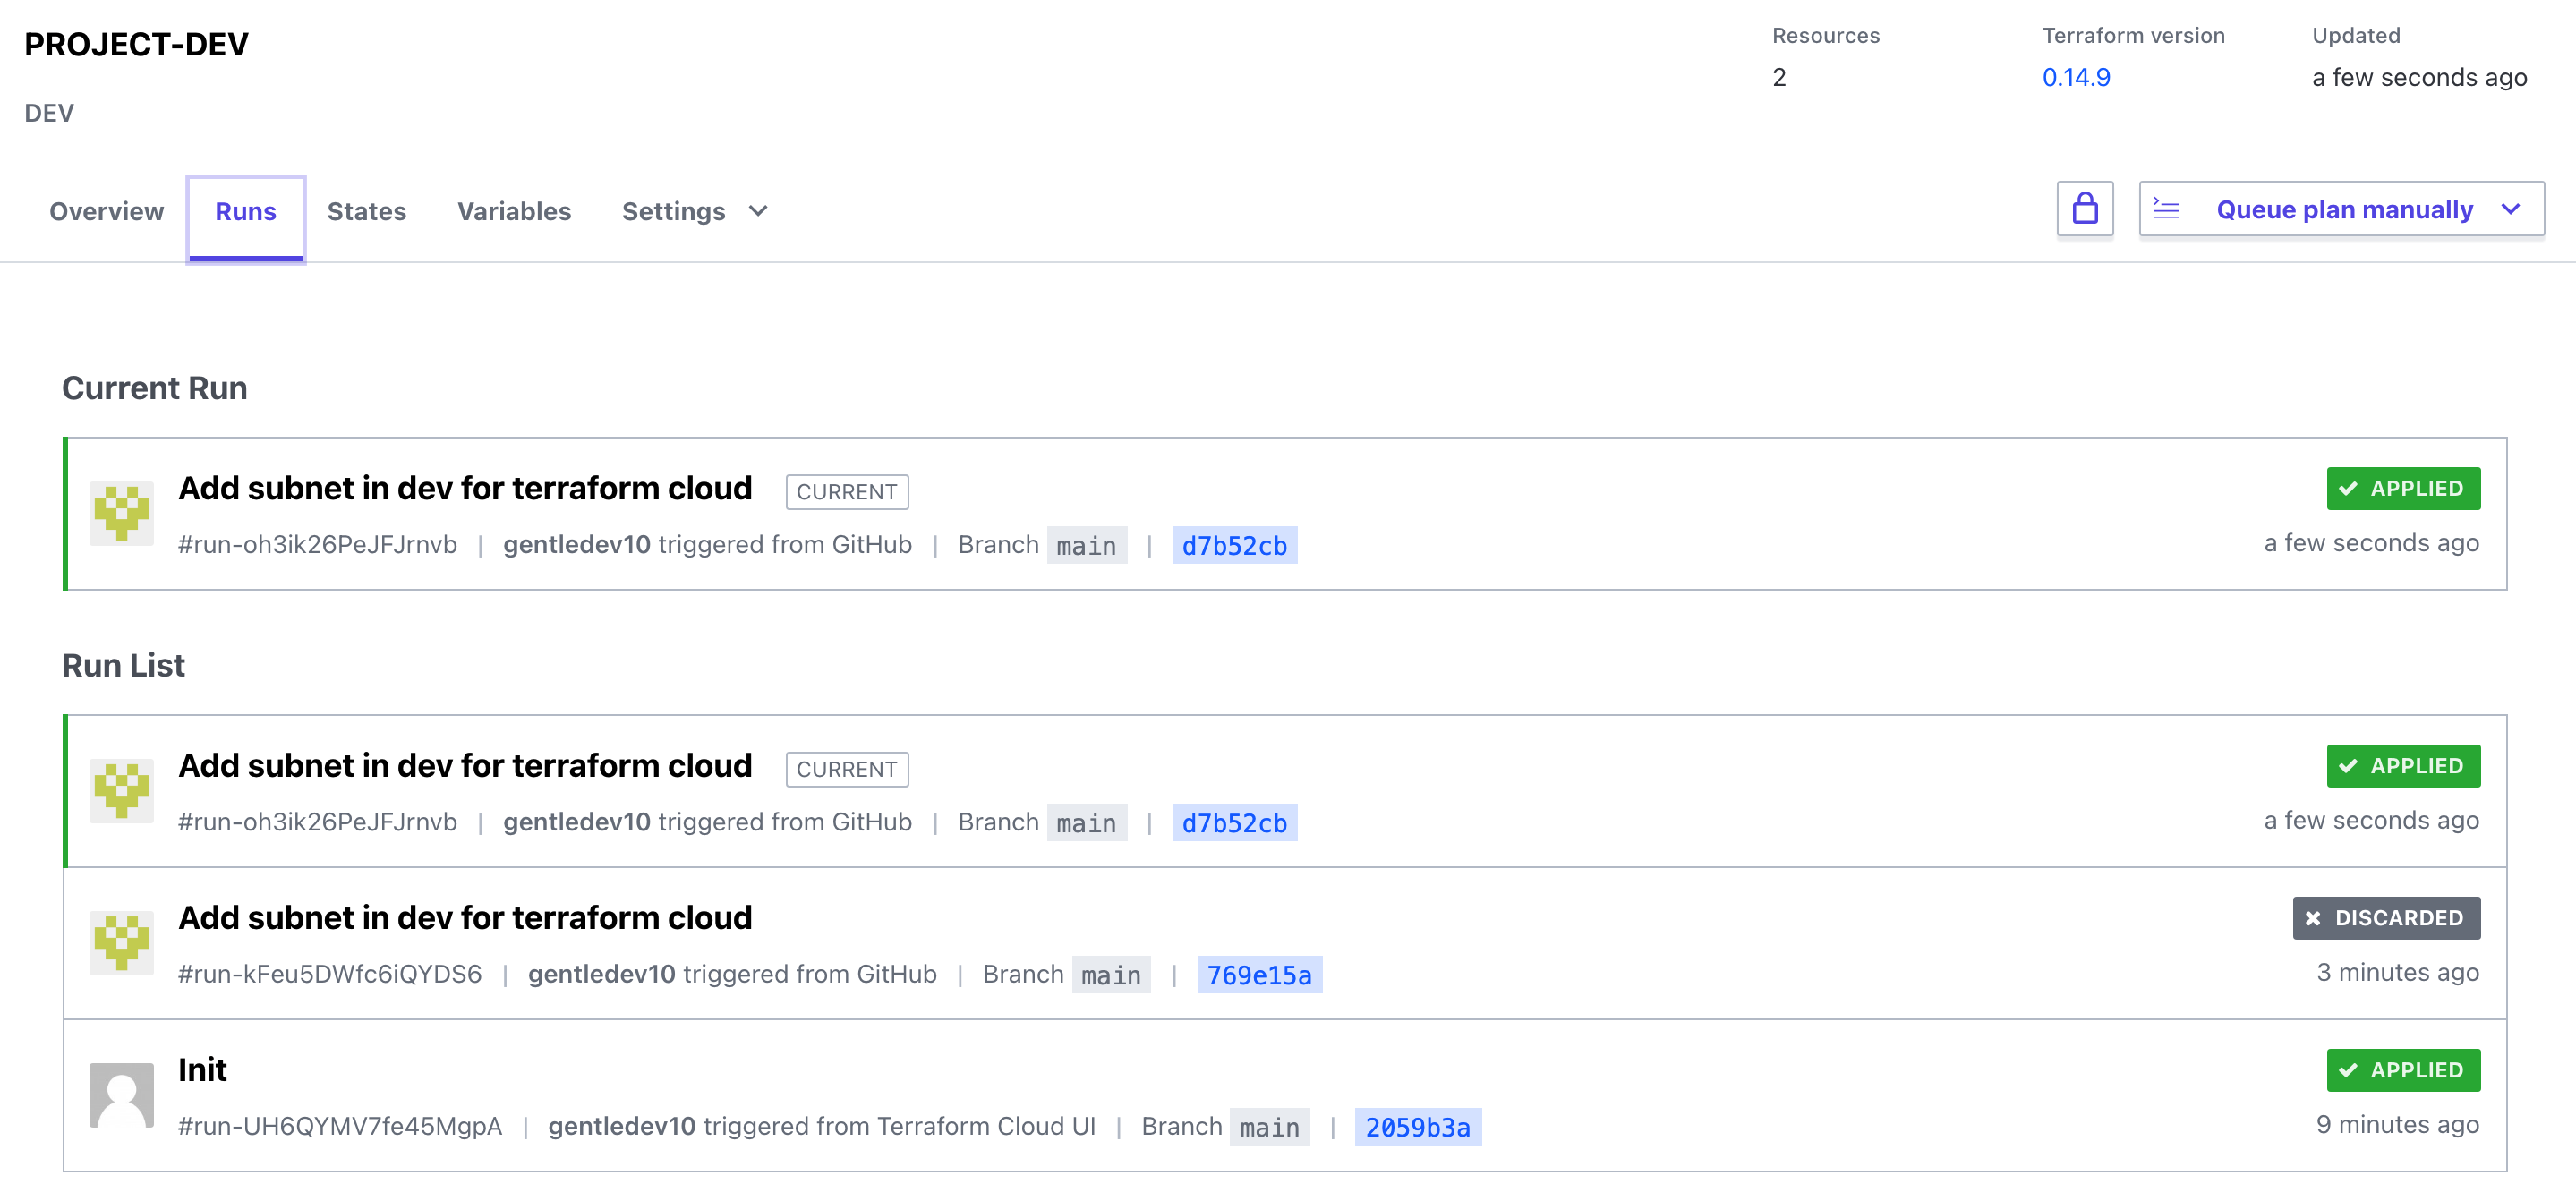 PROJECT-DEV
DEV
Resources
2
Terraform version
0.14.9
Updated
a few seconds ago
Overview Runs States Variables Settings
Queue plan manually
Current Run
Add subnet in dev for terraform cloud CURRENT
APPLIED
#run-oh3ik26PeJFJrnvb | gentledev10 triggered from GitHub | Branch main | d7b52cb
a few seconds ago
Run List
Add subnet in dev for terraform cloud CURRENT
APPLIED
#run-oh3ik26PeJFJrnvb | gentledev10 triggered from GitHub | Branch main | d7b52cb
a few seconds ago
Add subnet in dev for terraform cloud
DISCARDED
#run-kFeu5DWfc6iQYDS6 | gentledev10 triggered from GitHub | Branch main | 769e15a
3 minutes ago
Init
APPLIED
#run-UH6QYMV7fe45MgpA | gentledev10 triggered from Terraform Cloud UI | Branch main | 2059b3a
9 minutes ago